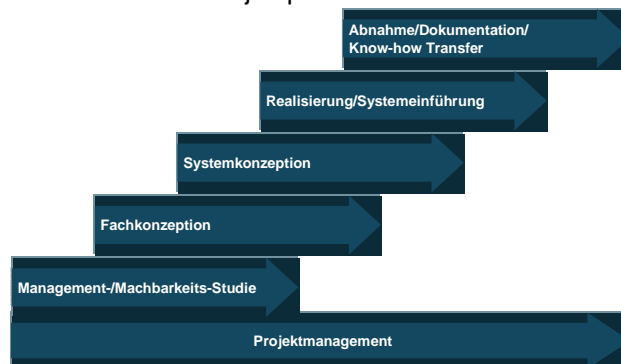 Abnahme/Dokumentation/
Know-how Transfer
Realisierung/Systemeinführung
Systemkonzeption
Fachkonzeption
Management-/Machbarkeits-Studie
Projektmanagement